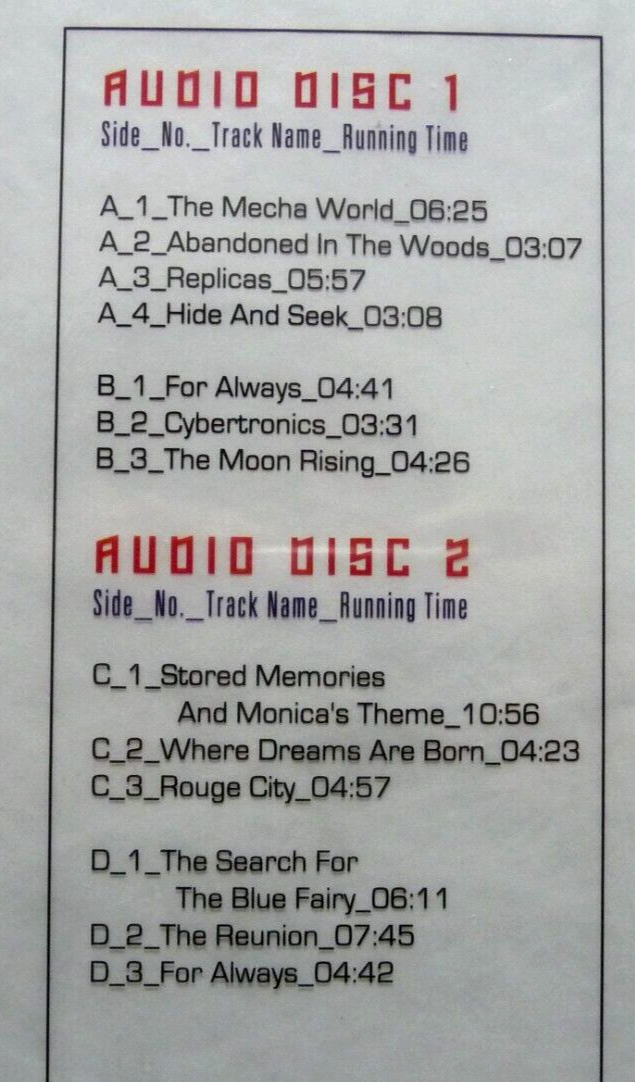 AUDIO DISC 1
Side_No._Track Name_Running Time
A_1_The Mecha World_06:25
A_2_Abandoned In The Woods_03:07
A_3_Replicas_05:57
A_4_Hide And Seek_03:08
B_1_For Always_04:41
B_2_Cybertronics_03:31
B_3_The Moon Rising_04:26
AUDIO DISC 2
Side_No._Track Name_Running Time
C_1_Stored Memories
And Monica's Theme_10:56
C_2_Where Dreams Are Born_04:23
C_3_Rouge City_04:57
D_1_The Search For
The Blue Fairy_06:11
D_2_The Reunion_07:45
D_3_For Always_04:42